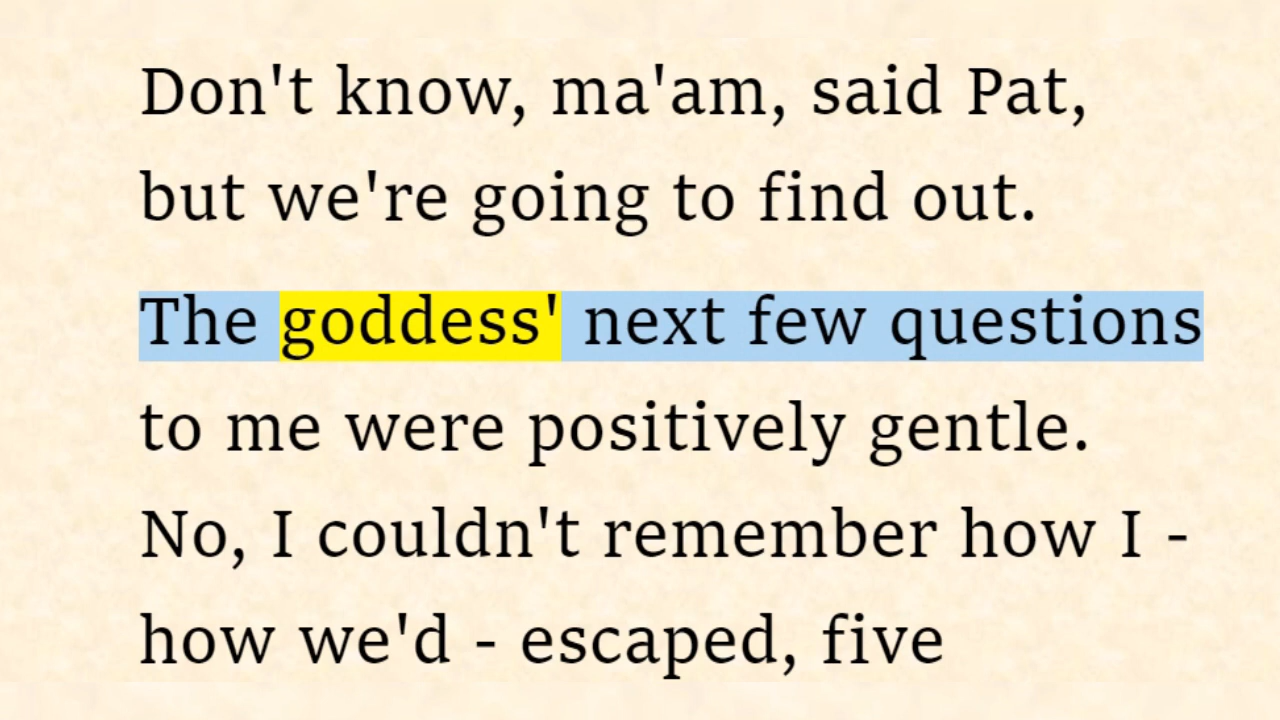 Don't know, ma'am, said Pat,
but we're going to find out.
The goddess' next few questions
to me were positively gentle.
No, I couldn't remember how I -
how we'd - escaped, five